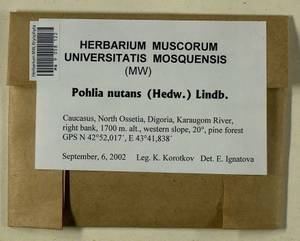 HERBARIUM MUSCORUM
UNIVERSITATIS MOSQUENSIS
(MW)
Pohlia nutans (Hedw.) Lindb.
Caucasus, North Ossetia, Digoria, Karaugom River,
right bank, 1700 m. alt., western slope, 20°, pine forest
GPS N 42°52,017´, E 43°41,838´
September, 6, 2002 Leg. K. Korotkov Det. E. Ignatova